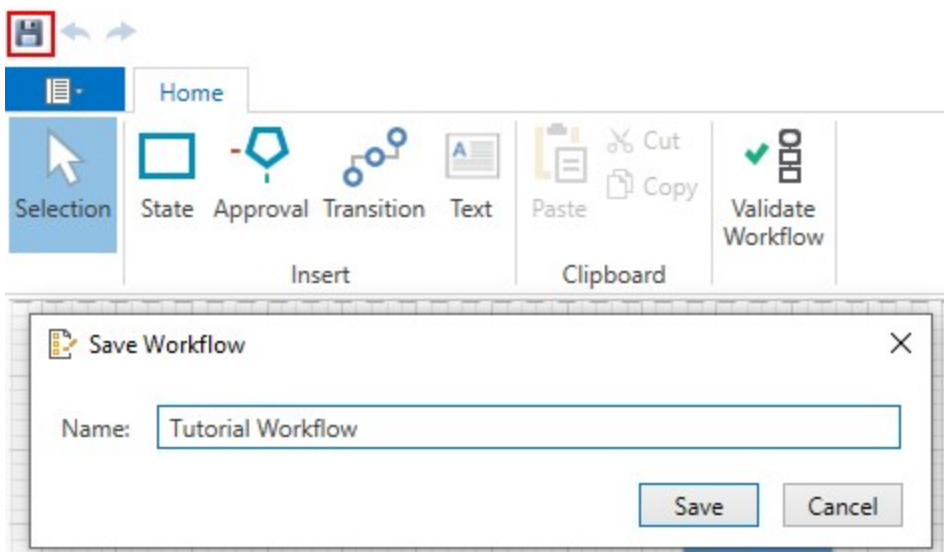 Home
Cut
Copy
Selection
State
Approval
Transition
Text
Paste
Validate
Workflow
Insert
Clipboard
Save Workflow
Name: Tutorial Workflow
Save Cancel